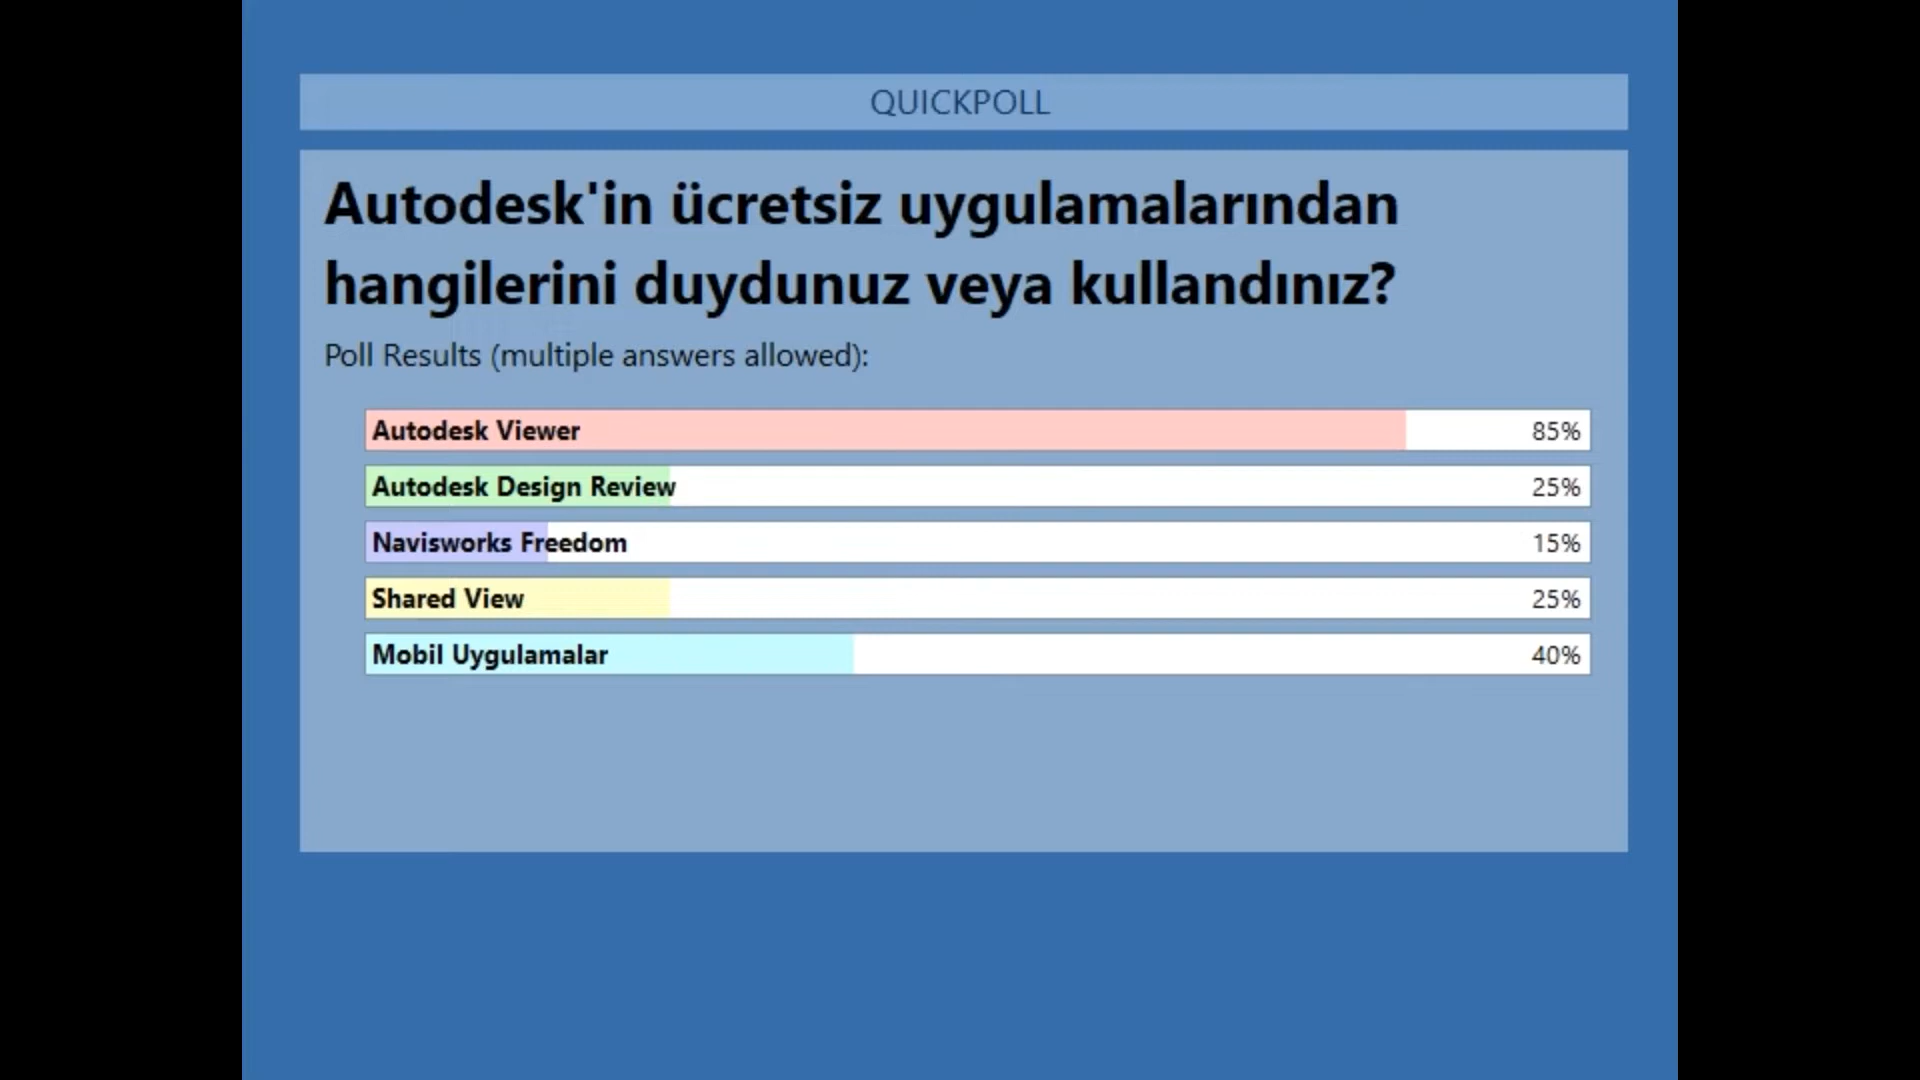 QUICKPOLL
Autodesk'in ücretsiz uygulamalarından
hangilerini duydunuz veya kullandınız?
Poll Results (multiple answers allowed):
Autodesk Viewer 85%
Autodesk Design Review 25%
Navisworks Freedom 15%
Shared View 25%
Mobil Uygulamalar 40%